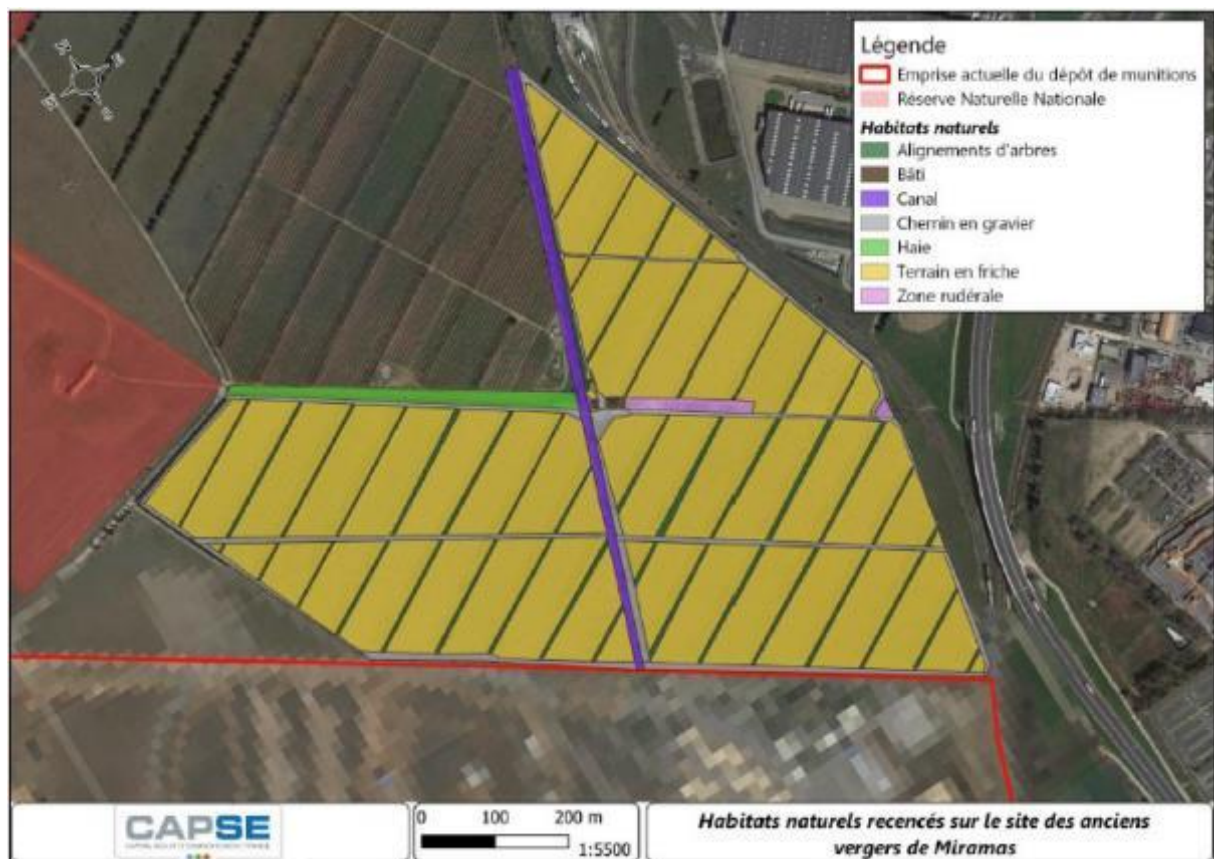 Légende
Emprise actuelle du dépôt de munitions
Réserve Naturelle Nationale
Habitats naturels
Alignements d'arbres
Bâti
Canal
Chemin en gravier
Haie
Terrain en friche
Zone rudérale
CAPSE
0 100 200 m
1:5500
Habitats naturels recencés sur le site des anciens
vergers de Miramas